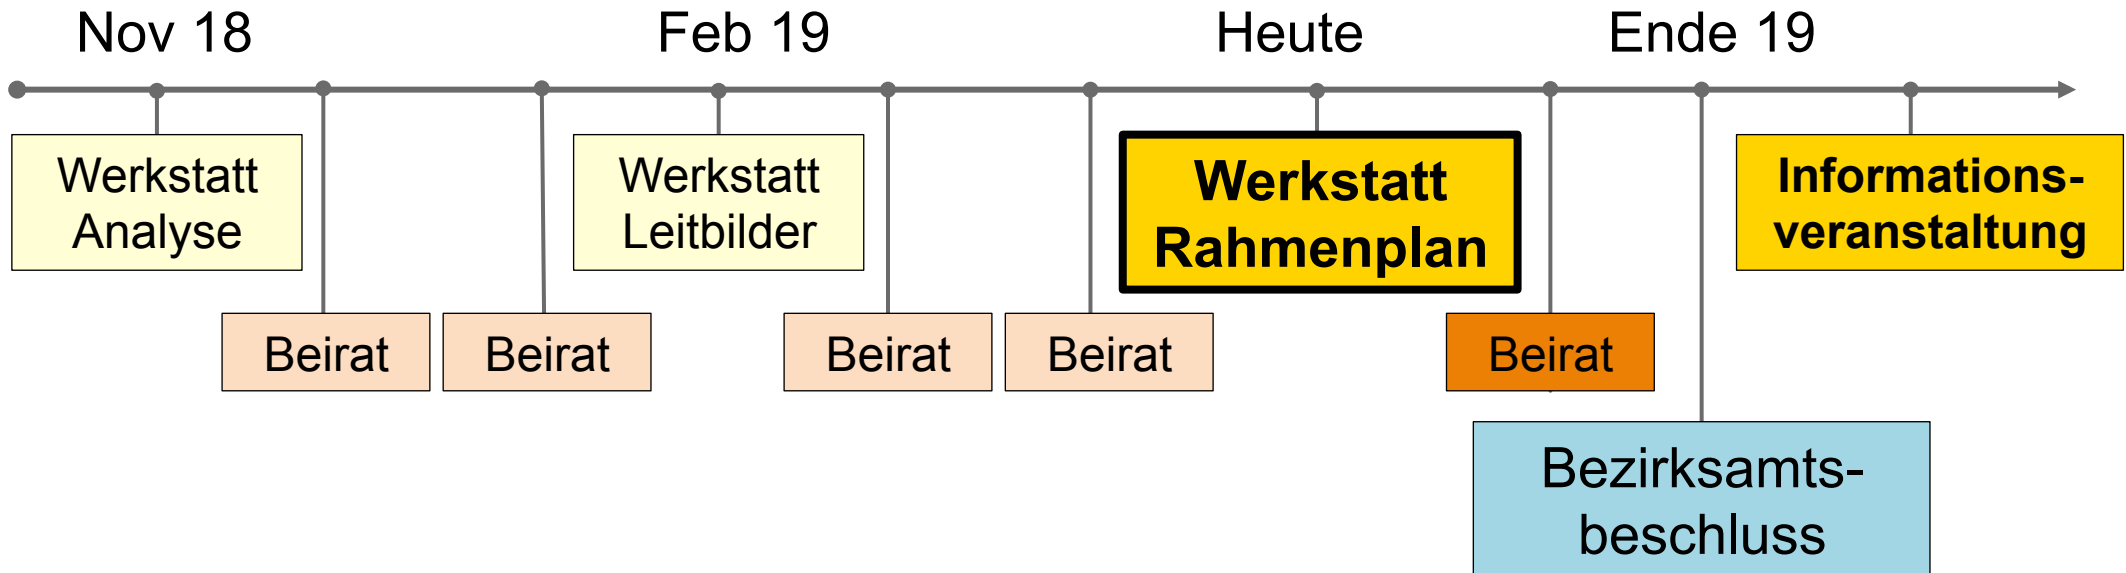 Nov 18
Feb 19
Heute
Ende 19
Werkstatt
Analyse
Werkstatt
Leitbilder
Werkstatt
Rahmenplan
Informations-
veranstaltung
Beirat
Beirat
Beirat
Beirat
Beirat
Bezirksamts-
beschluss